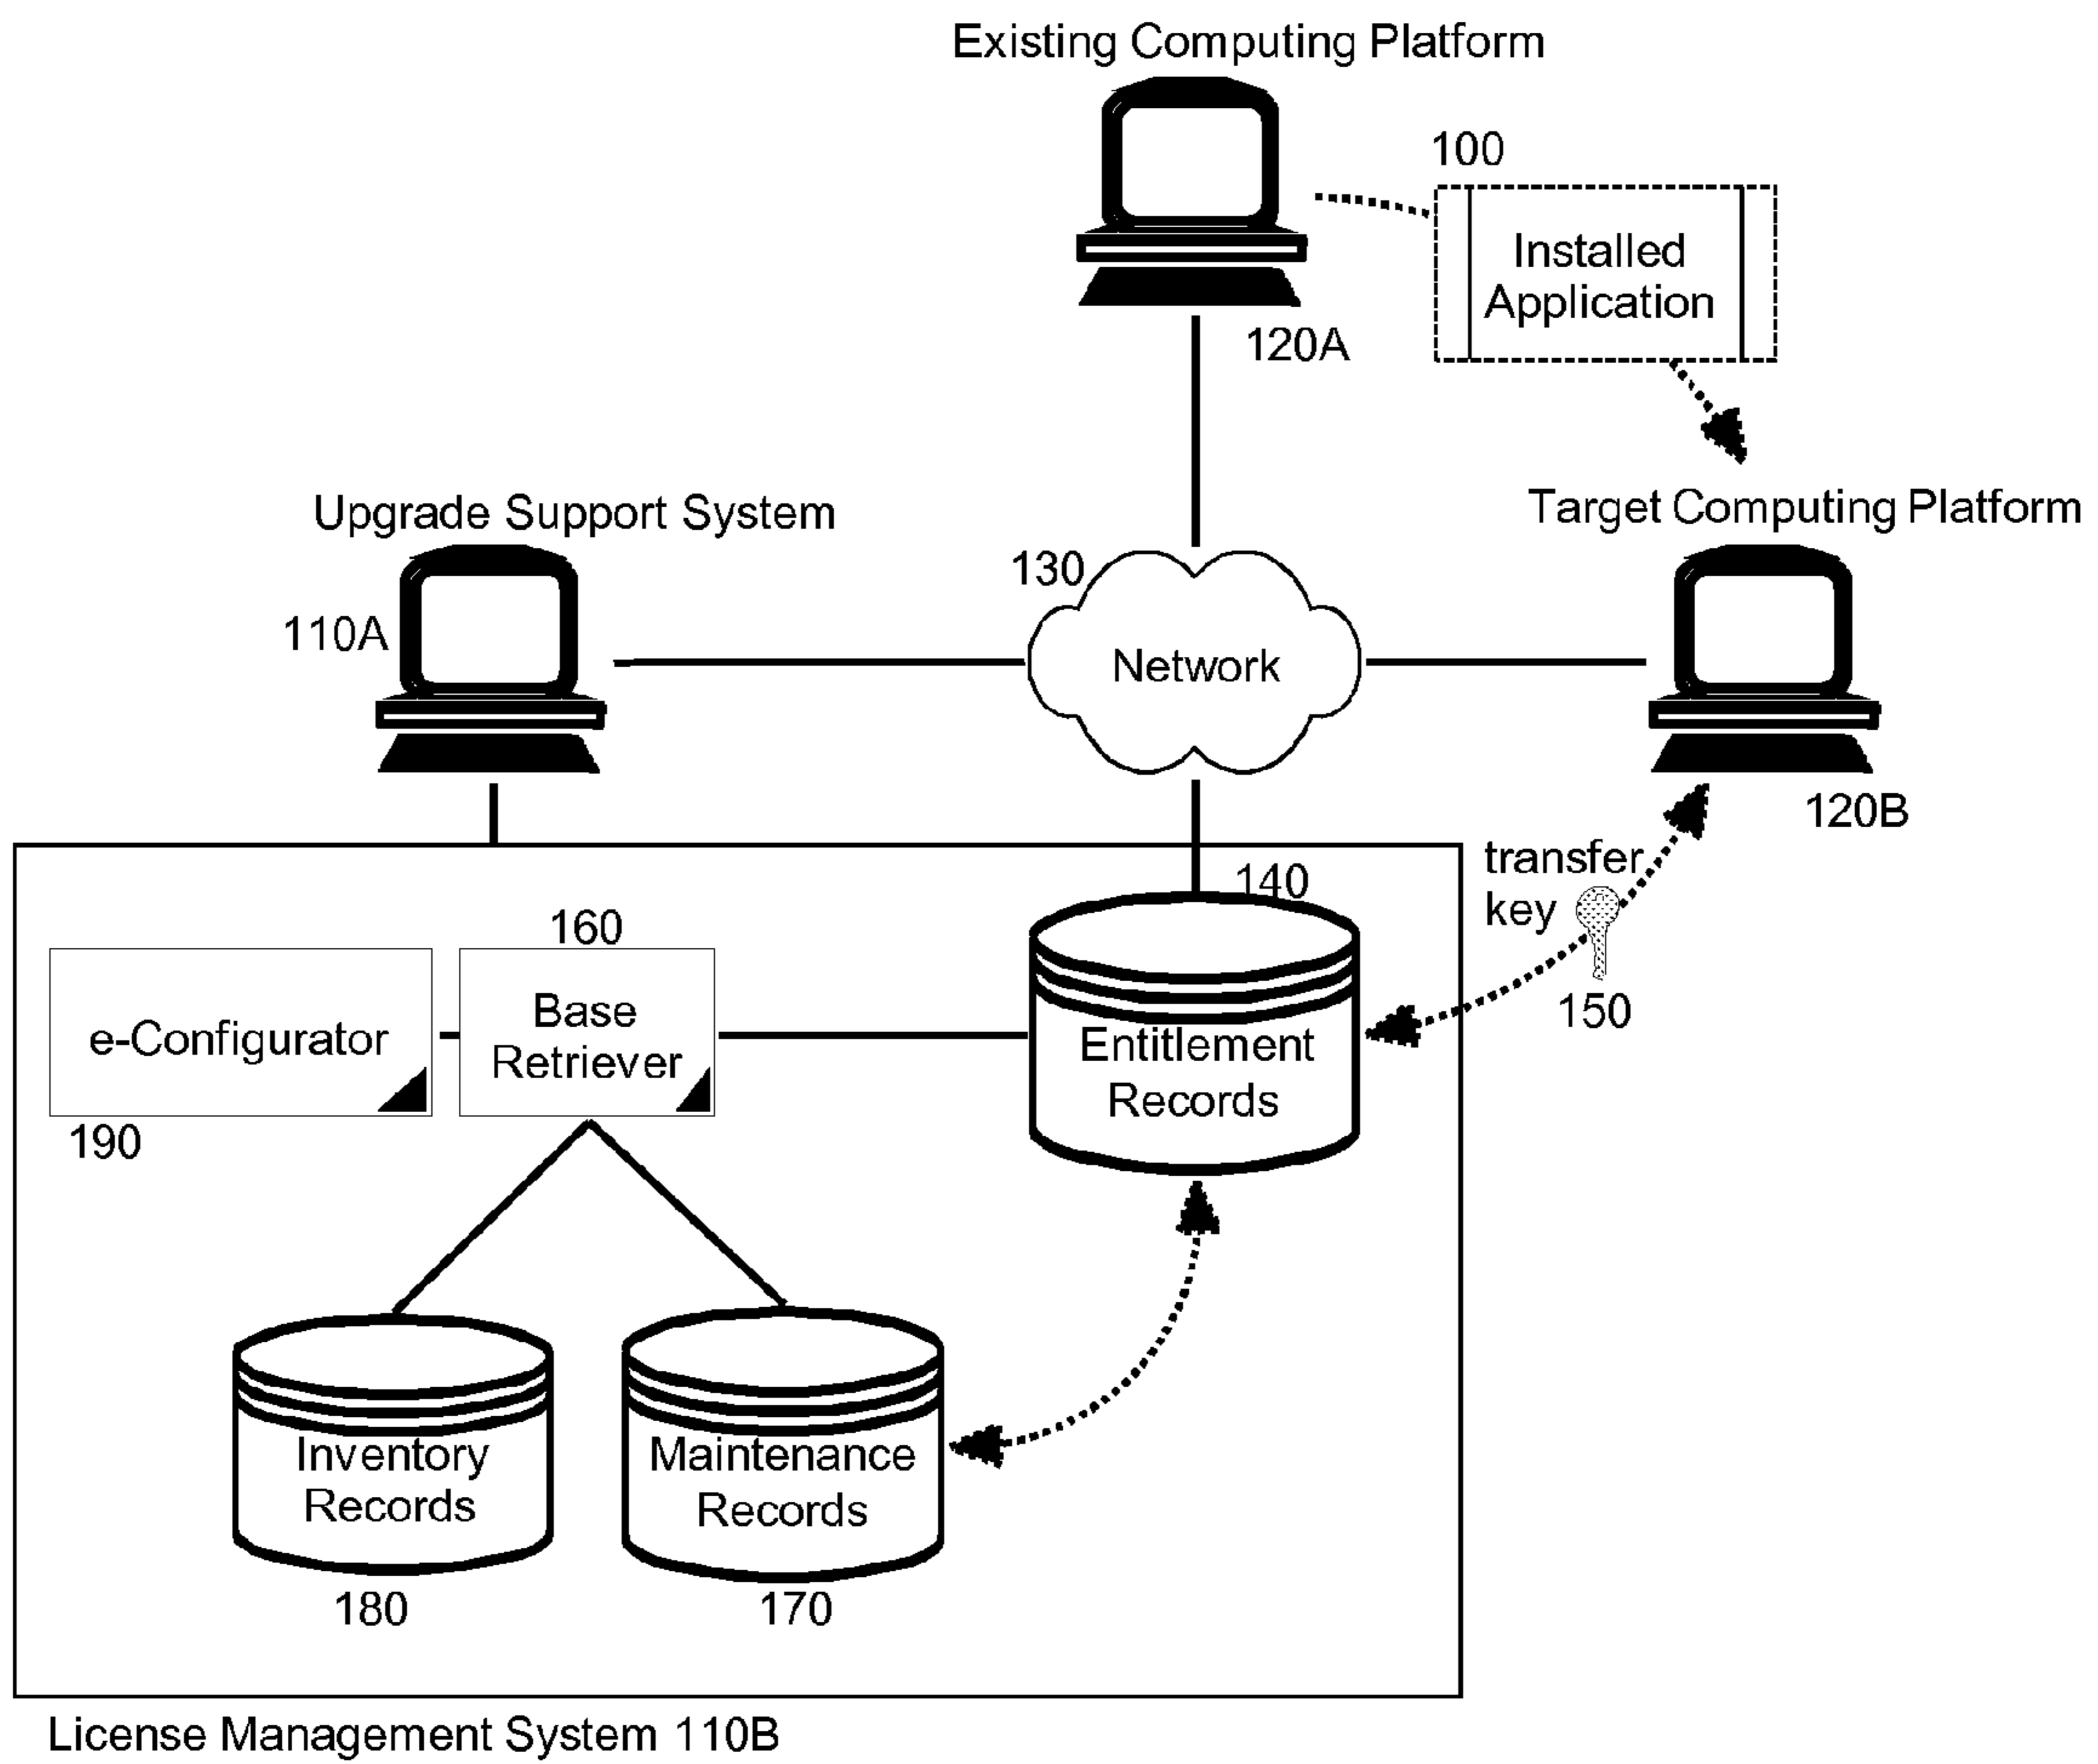 Existing Computing Platform
100
Installed
Application
120A
Upgrade Support System
Target Computing Platform
130
110A
Network
120B
transfer
key
140
160
150
e-Configurator
Base
Retriever
Entitlement
Records
190
Inventory
Records
Maintenance
Records
180
170
License Management System 110B